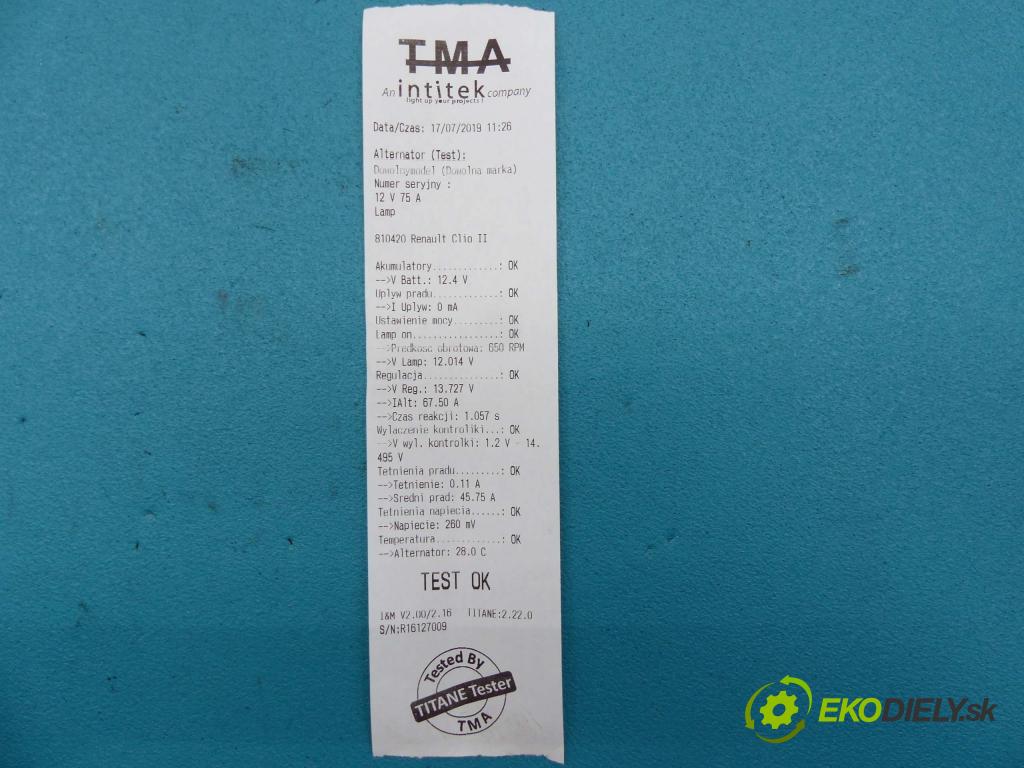 TMA
An intitek company
light up your projects !
Data/Czas: 17/07/2019 11:26
Alternator (Test):
Dowolnymodel (Dowolna marka)
Numer seryjny :
12 V 75 A
Lamp
810420 Renault Clio II
Akumulatory.............: OK
-->V Batt.: 12.4 V
Uplyw pradu.............: OK
-->I Uplyw: 0 mA
Ustawienie mocy.........: OK
Lamp on.................: OK
-->Predkosc obrotowa: 650 RPM
-->V Lamp: 12.014 V
Regulacja...............: OK
-->V Reg.: 13.727 V
-->IAlt: 67.50 A
-->Czas reakcji: 1.057 s
Wylaczenie kontroliki...: OK
-->V wyl. kontrolki: 1.2 V - 14.
495 V
Tetnienia pradu.........: OK
-->Tetnienie: 0.11 A
-->Sredni prad: 45.75 A
Tetnienia napiecia......: OK
-->Napiecie: 260 mV
Temperatura.............: OK
-->Alternator: 28.0 C
TEST OK
I&M V2.00/2.16 TITANE:2.22.0
S/N:R16127009
Tested By
TITANE Tester
TMA
EKODIELY.sk